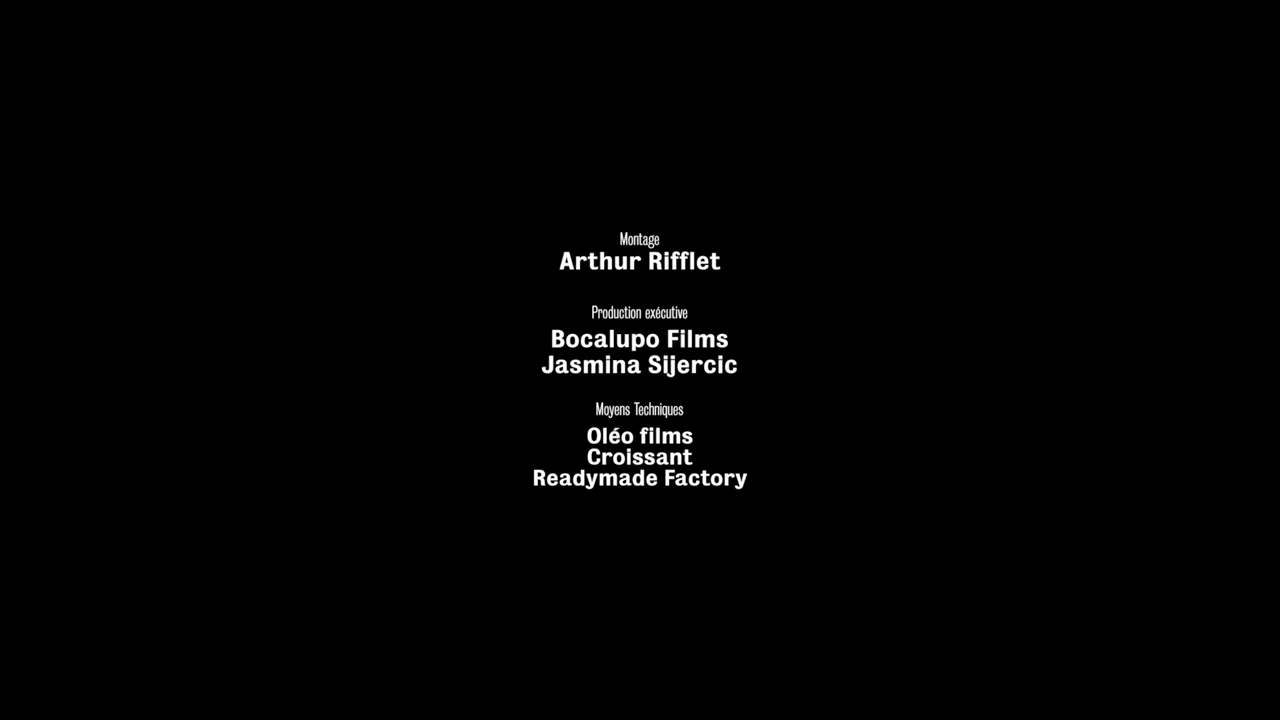 Montage
Arthur Rifflet
Production exécutive
Bocalupo Films
Jasmina Sijercic
Moyens Techniques
Oléo films
Croissant
Readymade Factory